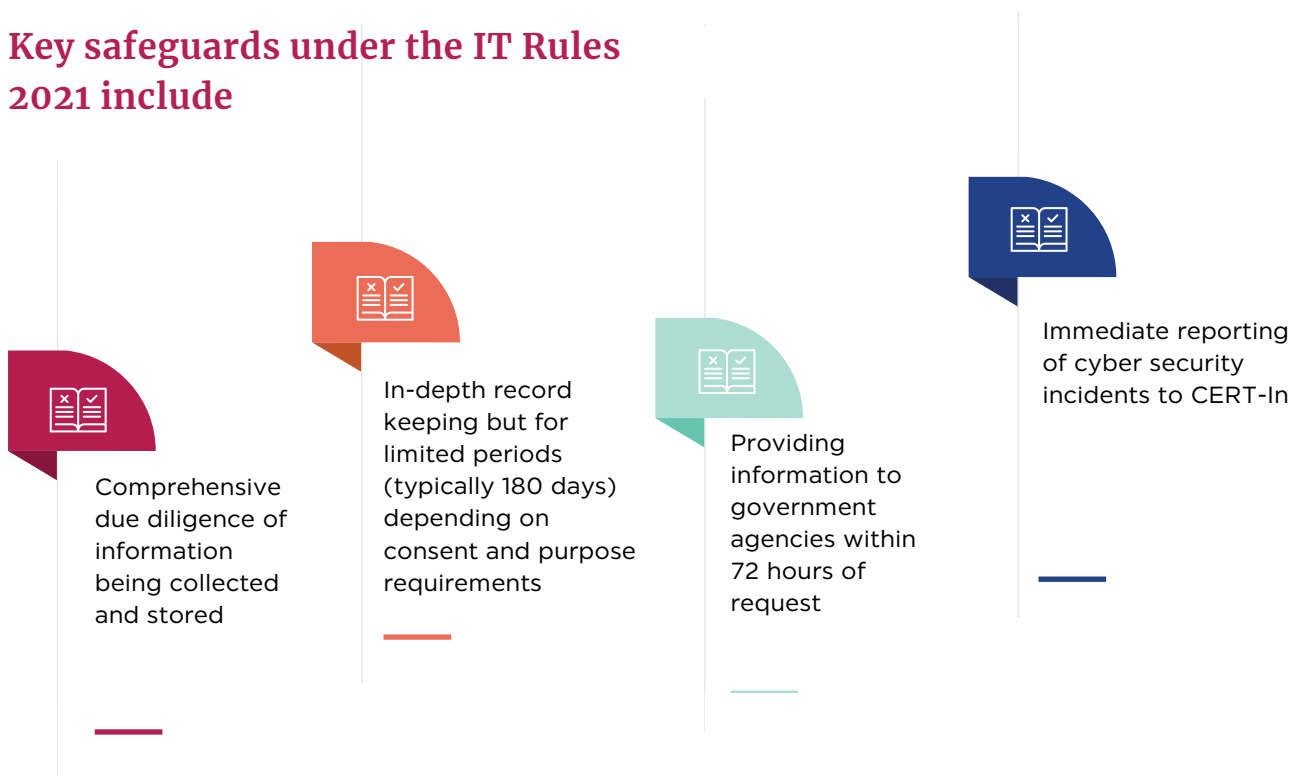 Key safeguards under the IT Rules
2021 include
Comprehensive
due diligence of
information
being collected
and stored
In-depth record
keeping but for
limited periods
(typically 180 days)
depending on
consent and purpose
requirements
Providing
information to
government
agencies within
72 hours of
request
Immediate reporting
of cyber security
incidents to CERT-In